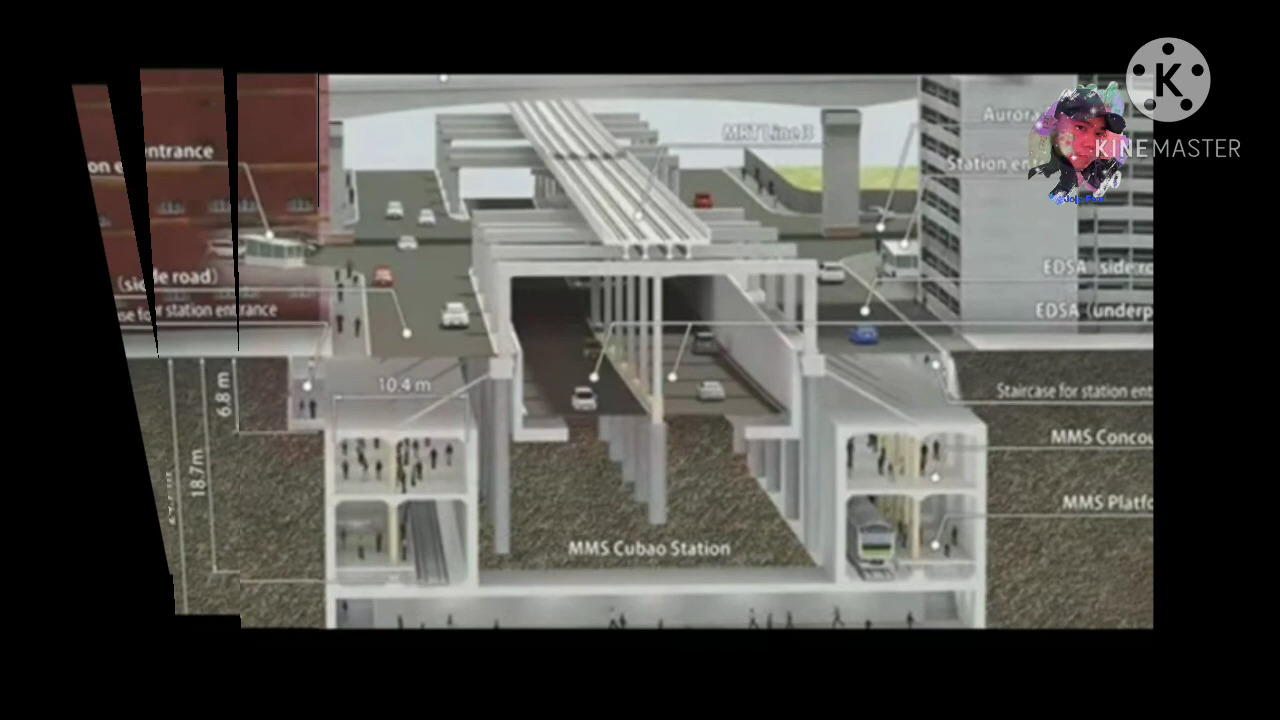 MRT Line 3
Aurora
KINEMASTER
entrance
on e
Station en
(side road)
EDSA (side ro
se for station entrance
EDSA (underp
6.8 m
10.4 m
Staircase for station ent
18.7m
MMS Concou
MMS Platfo
MMS Cubao Station